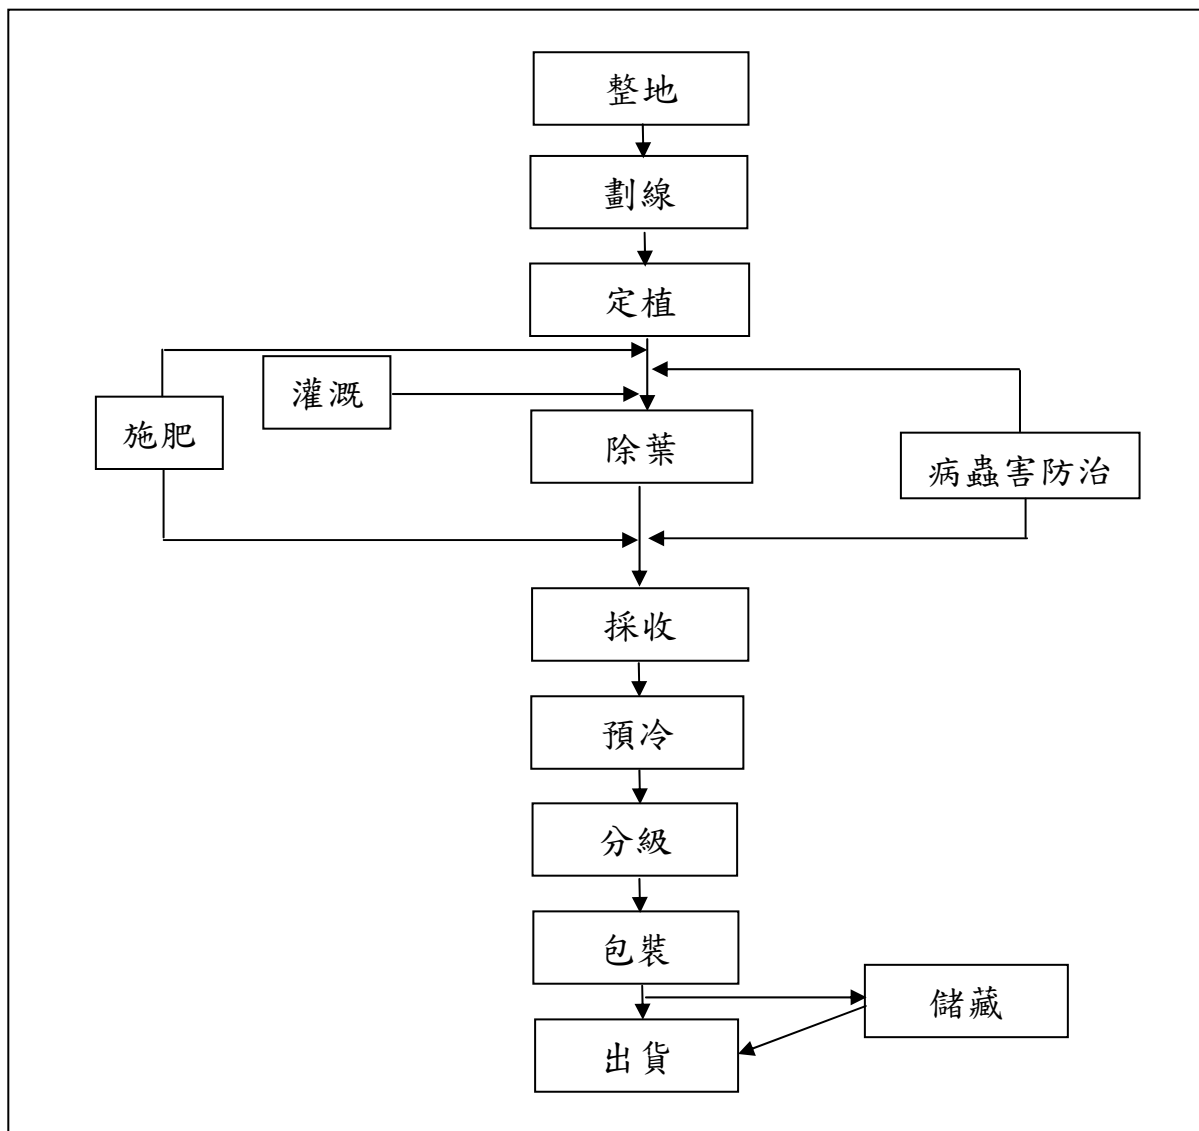 整地
劃線
定植
灌溉
施肥
除葉
病蟲害防治
採收
預冷
分級
包裝
儲藏
出貨